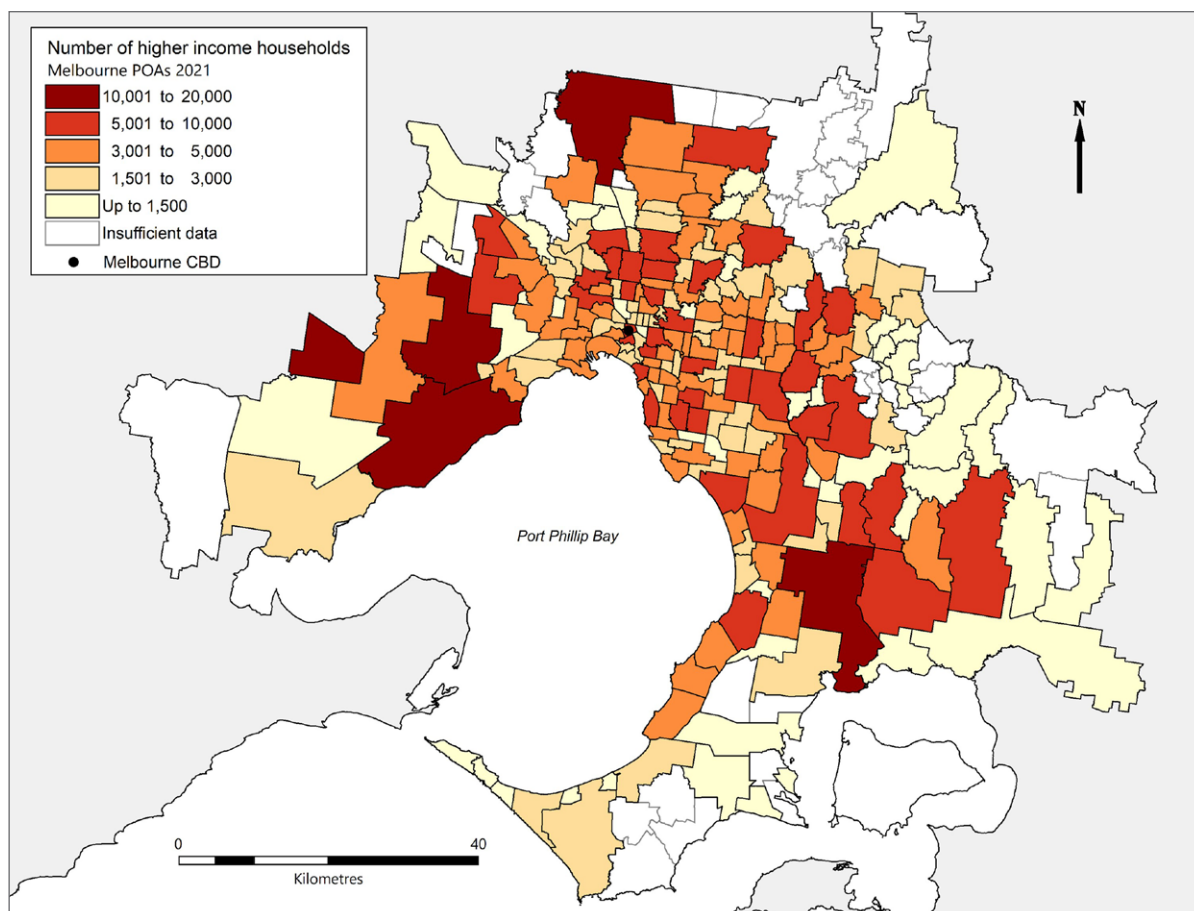 Number of higher income households
Melbourne POAs 2021
10,001 to 20,000
5,001 to 10,000
3,001 to 5,000
1,501 to 3,000
Up to 1,500
Insufficient data
Melbourne CBD
N
Port Phillip Bay
0 40
Kilometres